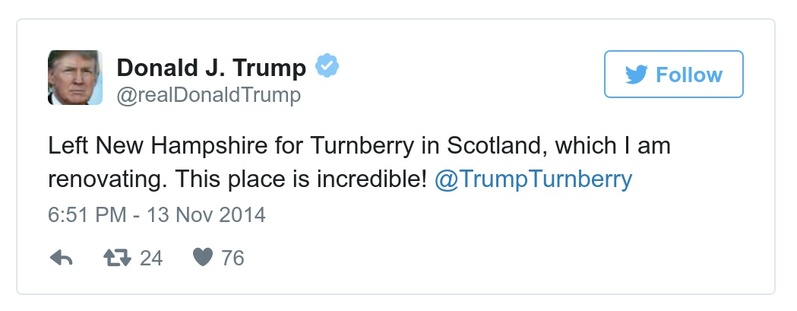 Donald J. Trump
@realDonaldTrump
Follow
Left New Hampshire for Turnberry in Scotland, which I am
renovating. This place is incredible! @TrumpTurnberry
6:51 PM - 13 Nov 2014
24 76